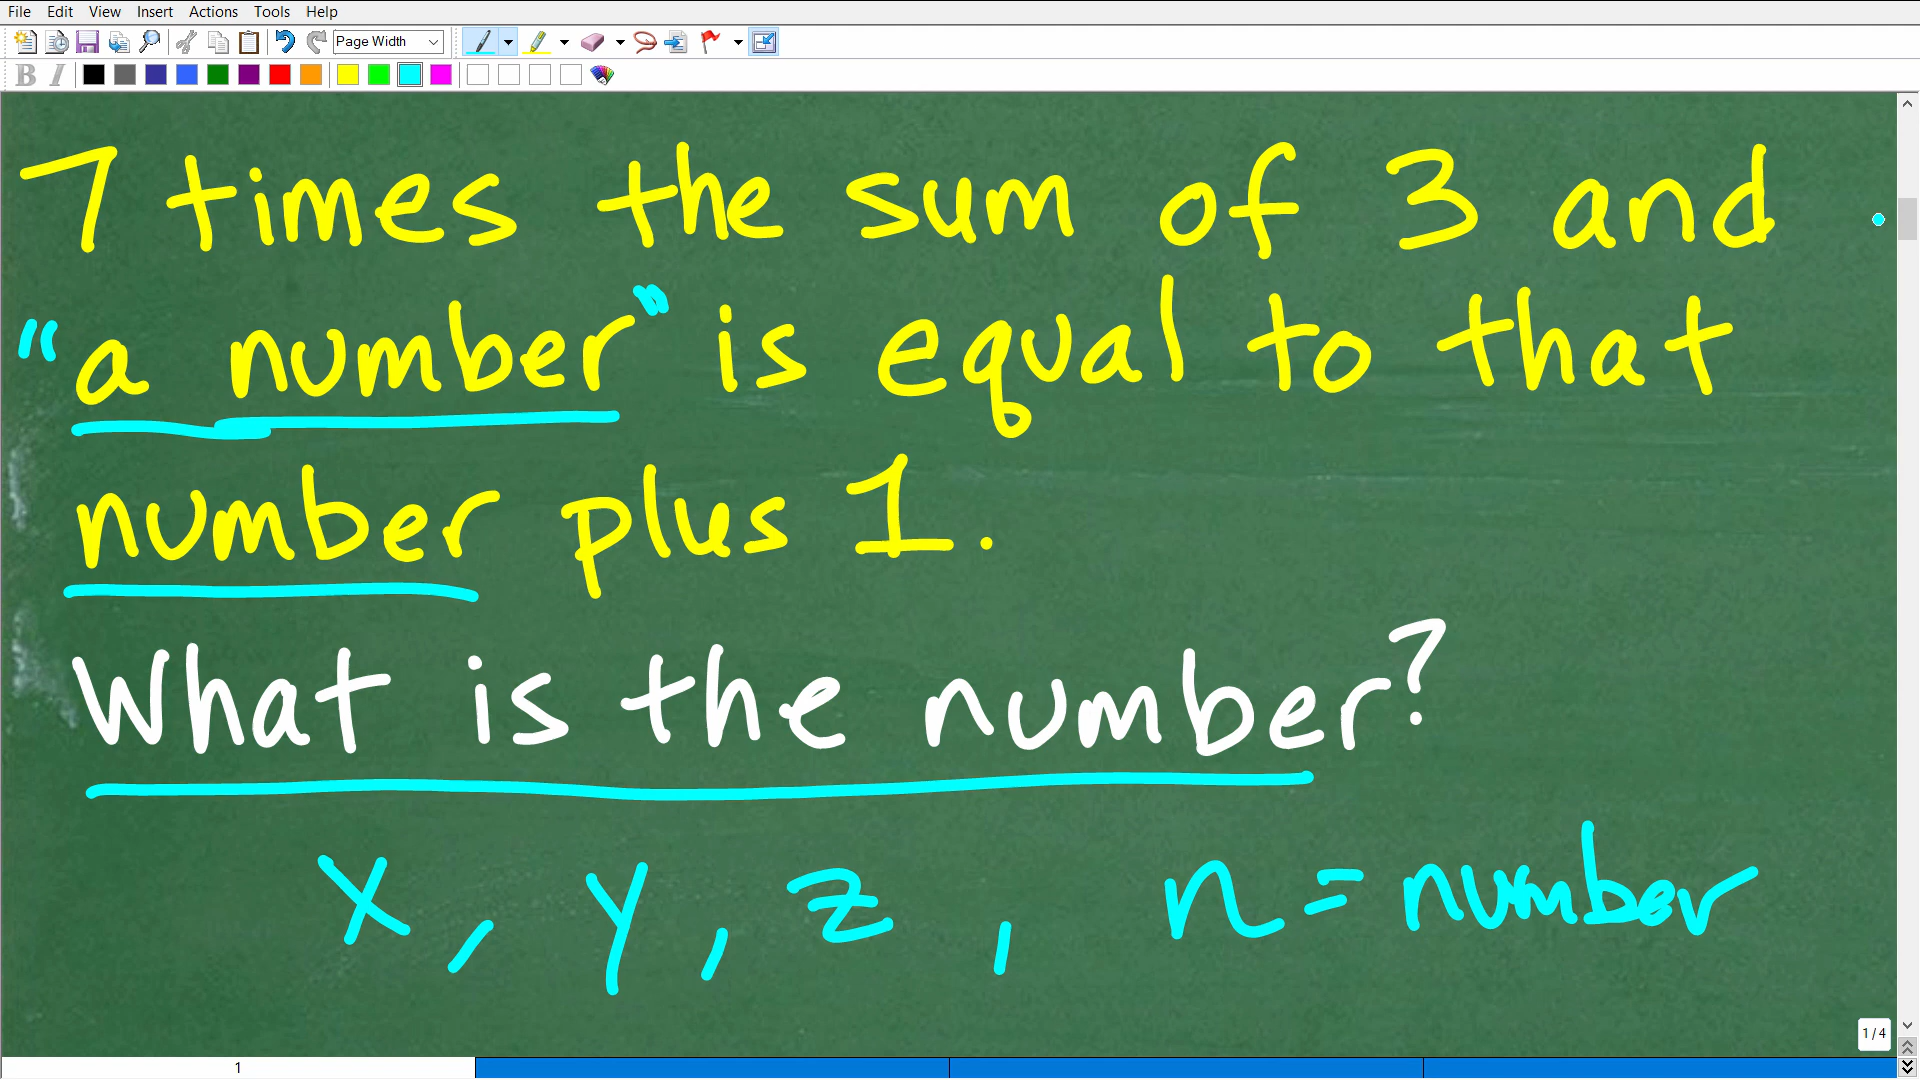 File Edit View Insert Actions Tools Help
Page Width
B I
7 times the sum of 3 and
"a number" is equal to that
number plus 1.
What is the number?
x, y, z, n = number
1 / 4
1